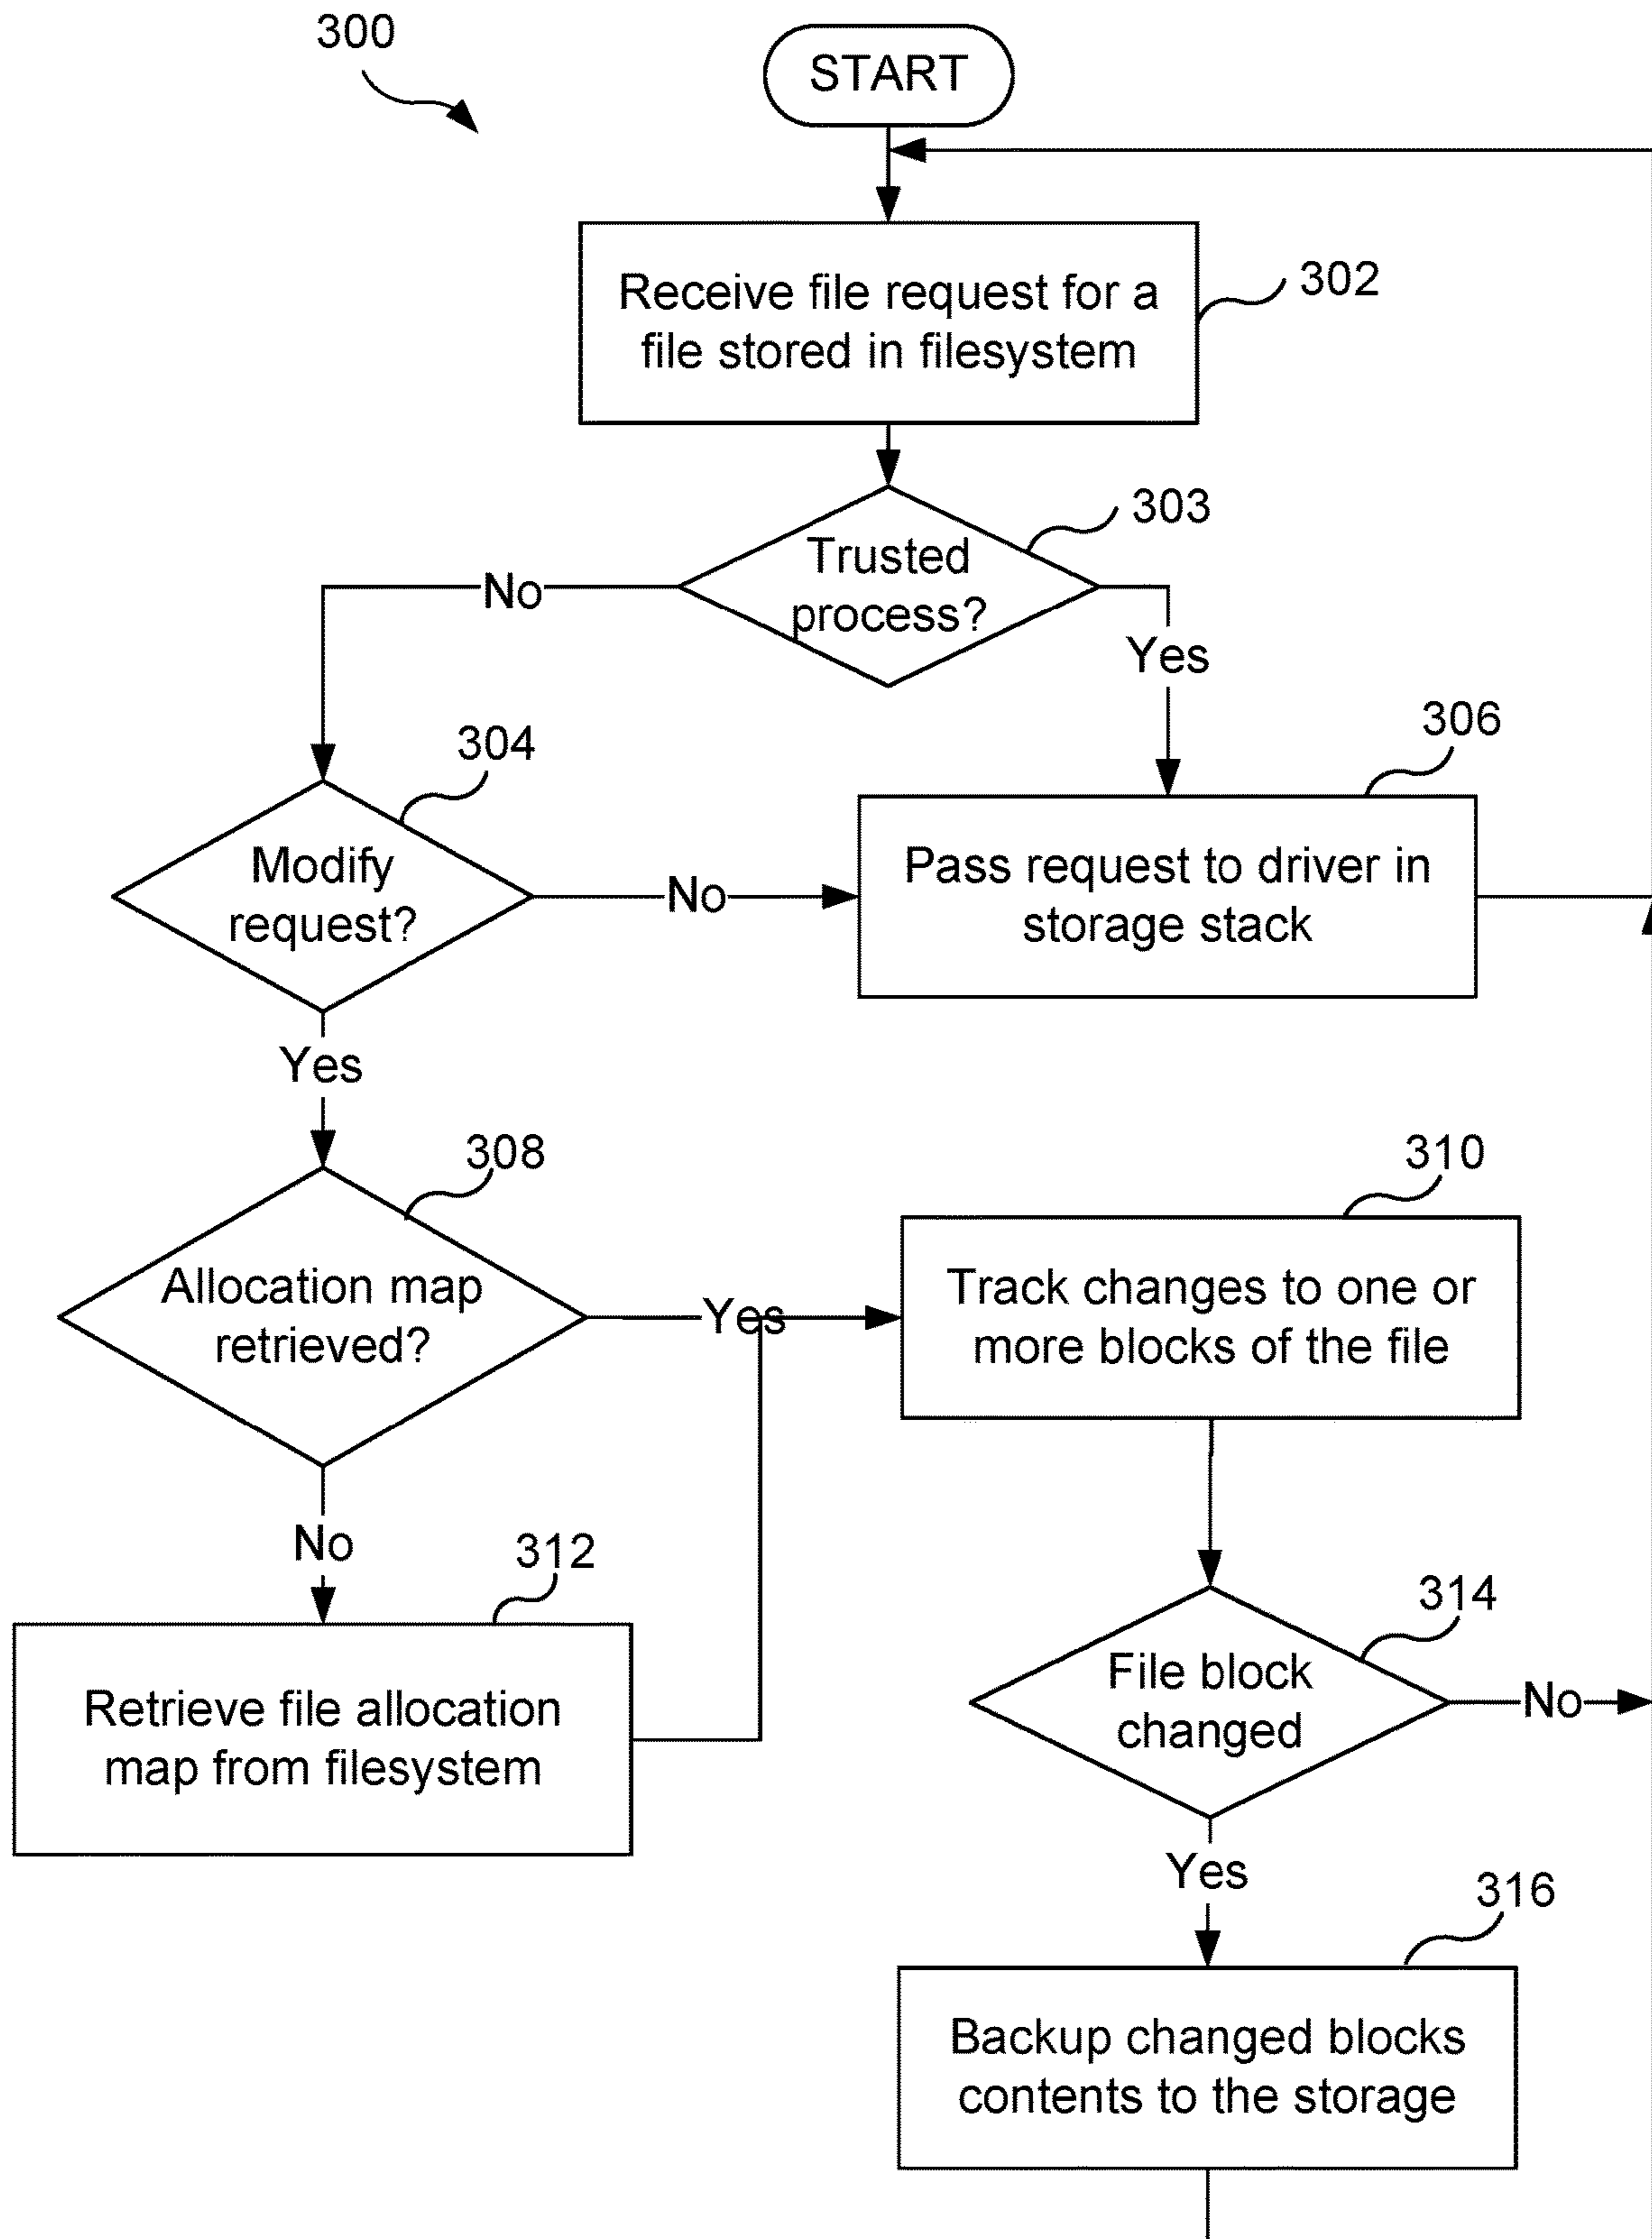 300
START
Receive file request for a
file stored in filesystem
302
303
Trusted
process?
No
Yes
304
306
Modify
request?
No
Pass request to driver in
storage stack
Yes
308
310
Allocation map
retrieved?
Yes
Track changes to one or
more blocks of the file
No
312
314
Retrieve file allocation
map from filesystem
File block
changed
No
Yes
316
Backup changed blocks
contents to the storage